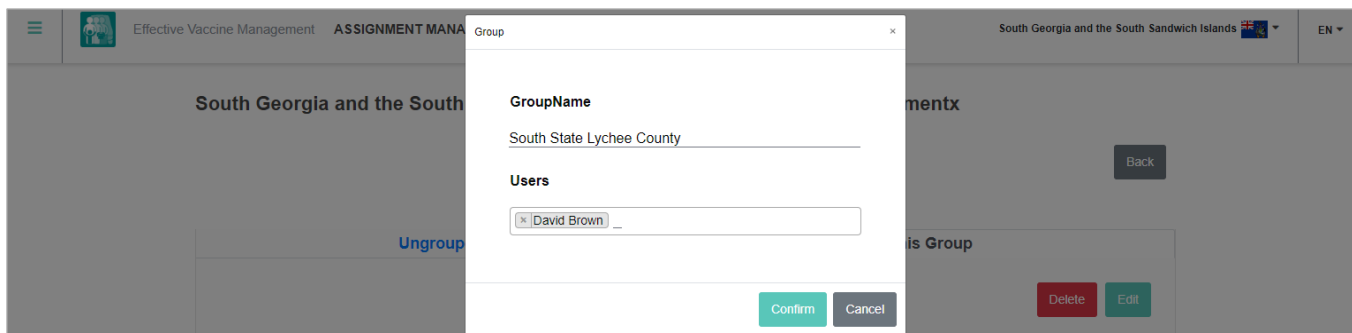 Effective Vaccine Management ASSIGNMENT MANA
Group ×
South Georgia and the South Sandwich Islands
EN
South Georgia and the South
mentx
GroupName
South State Lychee County
Back
Users
× David Brown _
Ungroup
is Group
Confirm Cancel
Delete Edit